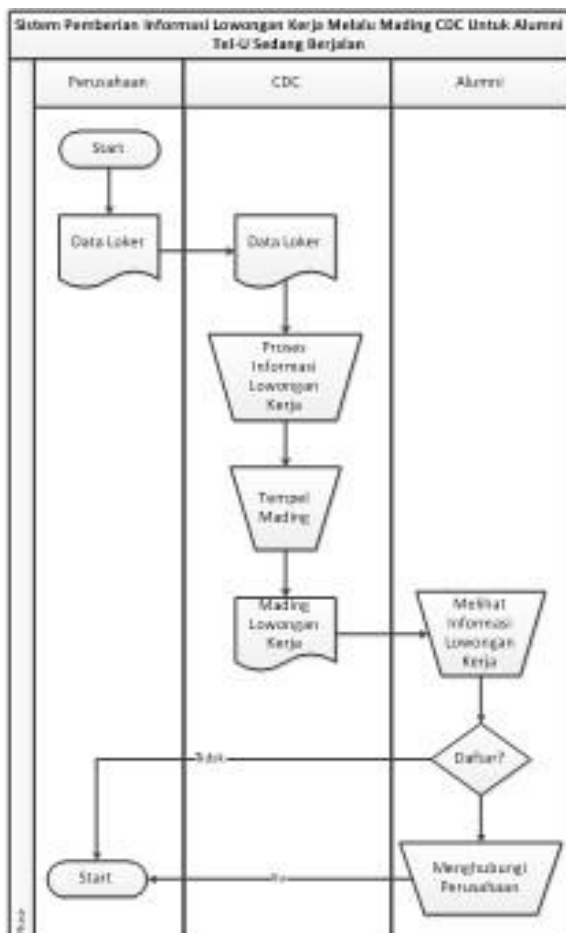 Sistem Pemberian Informasi Lowongan Kerja Melalu Mading CDC Untuk Alumni
Tel-U Sedang Berjalan
Perusahaan
CDC
Alumni
Start
Data Loker
Data Loker
Proses
Informasi
Lowongan
Kerja
Tempel
Mading
Mading
Lowongan
Kerja
Melihat
Informasi
Lowongan
Kerja
Daftar?
Tidak
Menghubungi
Perusahaan
Start
Phase